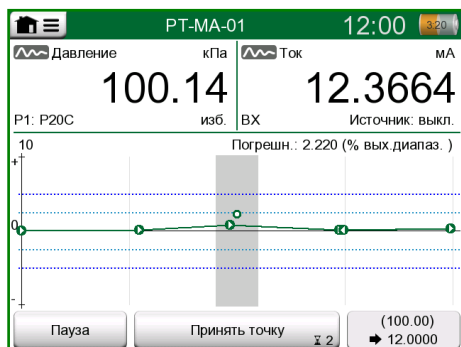 PT-MA-01 12:00 3:20
Давление кПа
100.14
P1: P20C изб.
Ток мА
12.3664
ВХ Источник: выкл.
10 Погрешн.: 2.220 (% вых.диапаз. )
+
0
-
Пауза
Принять точку 2
(100.00)
➡ 12.0000